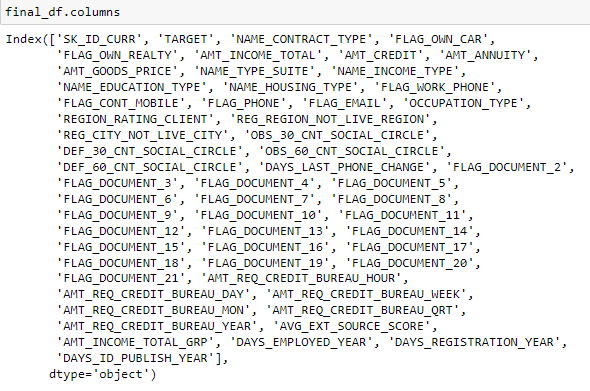 final_df.columns
Index(['SK_ID_CURR', 'TARGET', 'NAME_CONTRACT_TYPE', 'FLAG_OWN_CAR',
'FLAG_OWN_REALTY', 'AMT_INCOME_TOTAL', 'AMT_CREDIT', 'AMT_ANNUITY',
'AMT_GOODS_PRICE', 'NAME_TYPE_SUITE', 'NAME_INCOME_TYPE',
'NAME_EDUCATION_TYPE', 'NAME_HOUSING_TYPE', 'FLAG_WORK_PHONE',
'FLAG_CONT_MOBILE', 'FLAG_PHONE', 'FLAG_EMAIL', 'OCCUPATION_TYPE',
'REGION_RATING_CLIENT', 'REG_REGION_NOT_LIVE_REGION',
'REG_CITY_NOT_LIVE_CITY', 'OBS_30_CNT_SOCIAL_CIRCLE',
'DEF_30_CNT_SOCIAL_CIRCLE', 'OBS_60_CNT_SOCIAL_CIRCLE',
'DEF_60_CNT_SOCIAL_CIRCLE', 'DAYS_LAST_PHONE_CHANGE', 'FLAG_DOCUMENT_2',
'FLAG_DOCUMENT_3', 'FLAG_DOCUMENT_4', 'FLAG_DOCUMENT_5',
'FLAG_DOCUMENT_6', 'FLAG_DOCUMENT_7', 'FLAG_DOCUMENT_8',
'FLAG_DOCUMENT_9', 'FLAG_DOCUMENT_10', 'FLAG_DOCUMENT_11',
'FLAG_DOCUMENT_12', 'FLAG_DOCUMENT_13', 'FLAG_DOCUMENT_14',
'FLAG_DOCUMENT_15', 'FLAG_DOCUMENT_16', 'FLAG_DOCUMENT_17',
'FLAG_DOCUMENT_18', 'FLAG_DOCUMENT_19', 'FLAG_DOCUMENT_20',
'FLAG_DOCUMENT_21', 'AMT_REQ_CREDIT_BUREAU_HOUR',
'AMT_REQ_CREDIT_BUREAU_DAY', 'AMT_REQ_CREDIT_BUREAU_WEEK',
'AMT_REQ_CREDIT_BUREAU_MON', 'AMT_REQ_CREDIT_BUREAU_QRT',
'AMT_REQ_CREDIT_BUREAU_YEAR', 'AVG_EXT_SOURCE_SCORE',
'AMT_INCOME_TOTAL_GRP', 'DAYS_EMPLOYED_YEAR', 'DAYS_REGISTRATION_YEAR',
'DAYS_ID_PUBLISH_YEAR'],
dtype='object')